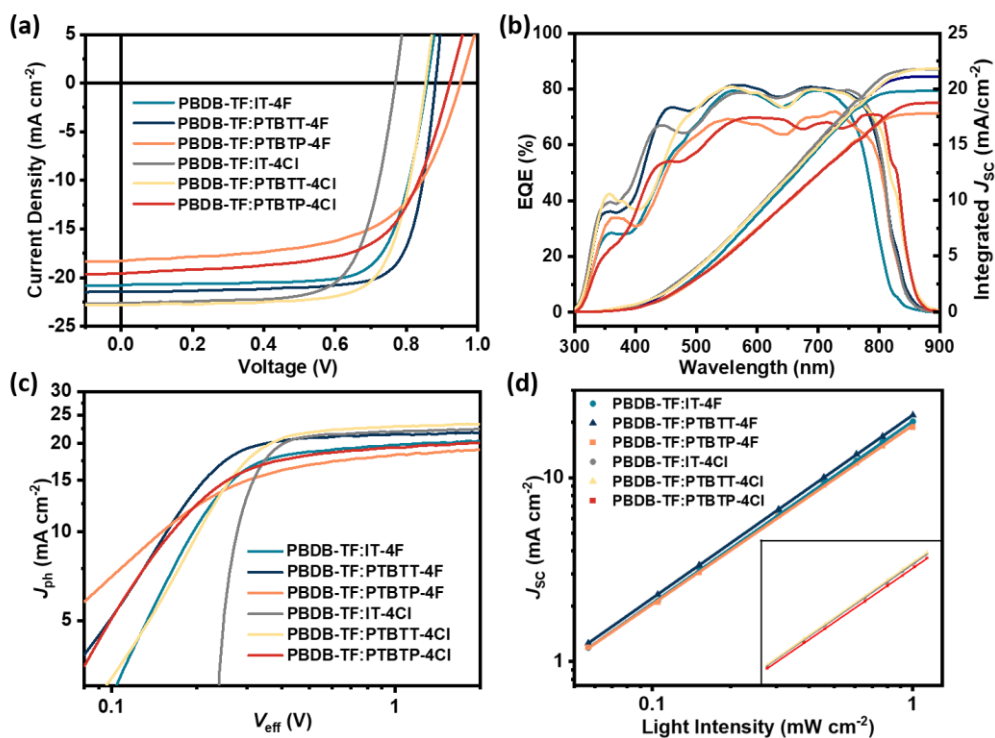 (a)
Current Density (mA cm⁻²)
5
0
-5
-10
-15
-20
-25
PBDB-TF:IT-4F
PBDB-TF:PTBTT-4F
PBDB-TF:PTBTP-4F
PBDB-TF:IT-4Cl
PBDB-TF:PTBTT-4Cl
PBDB-TF:PTBTP-4Cl
0.0 0.2 0.4 0.6 0.8 1.0
Voltage (V)
(b)
EQE (%)
100
80
60
40
20
0
25
20
15
10
5
0
Integrated JSC (mA/cm²)
300 400 500 600 700 800 900
Wavelength (nm)
(c)
Jph (mA cm⁻²)
30
25
20
15
10
5
PBDB-TF:IT-4F
PBDB-TF:PTBTT-4F
PBDB-TF:PTBTP-4F
PBDB-TF:IT-4Cl
PBDB-TF:PTBTT-4Cl
PBDB-TF:PTBTP-4Cl
0.1 1
Veff (V)
(d)
JSC (mA cm⁻²)
10
1
PBDB-TF:IT-4F
PBDB-TF:PTBTT-4F
PBDB-TF:PTBTP-4F
PBDB-TF:IT-4Cl
PBDB-TF:PTBTT-4Cl
PBDB-TF:PTBTP-4Cl
0.1 1
Light Intensity (mW cm⁻²)